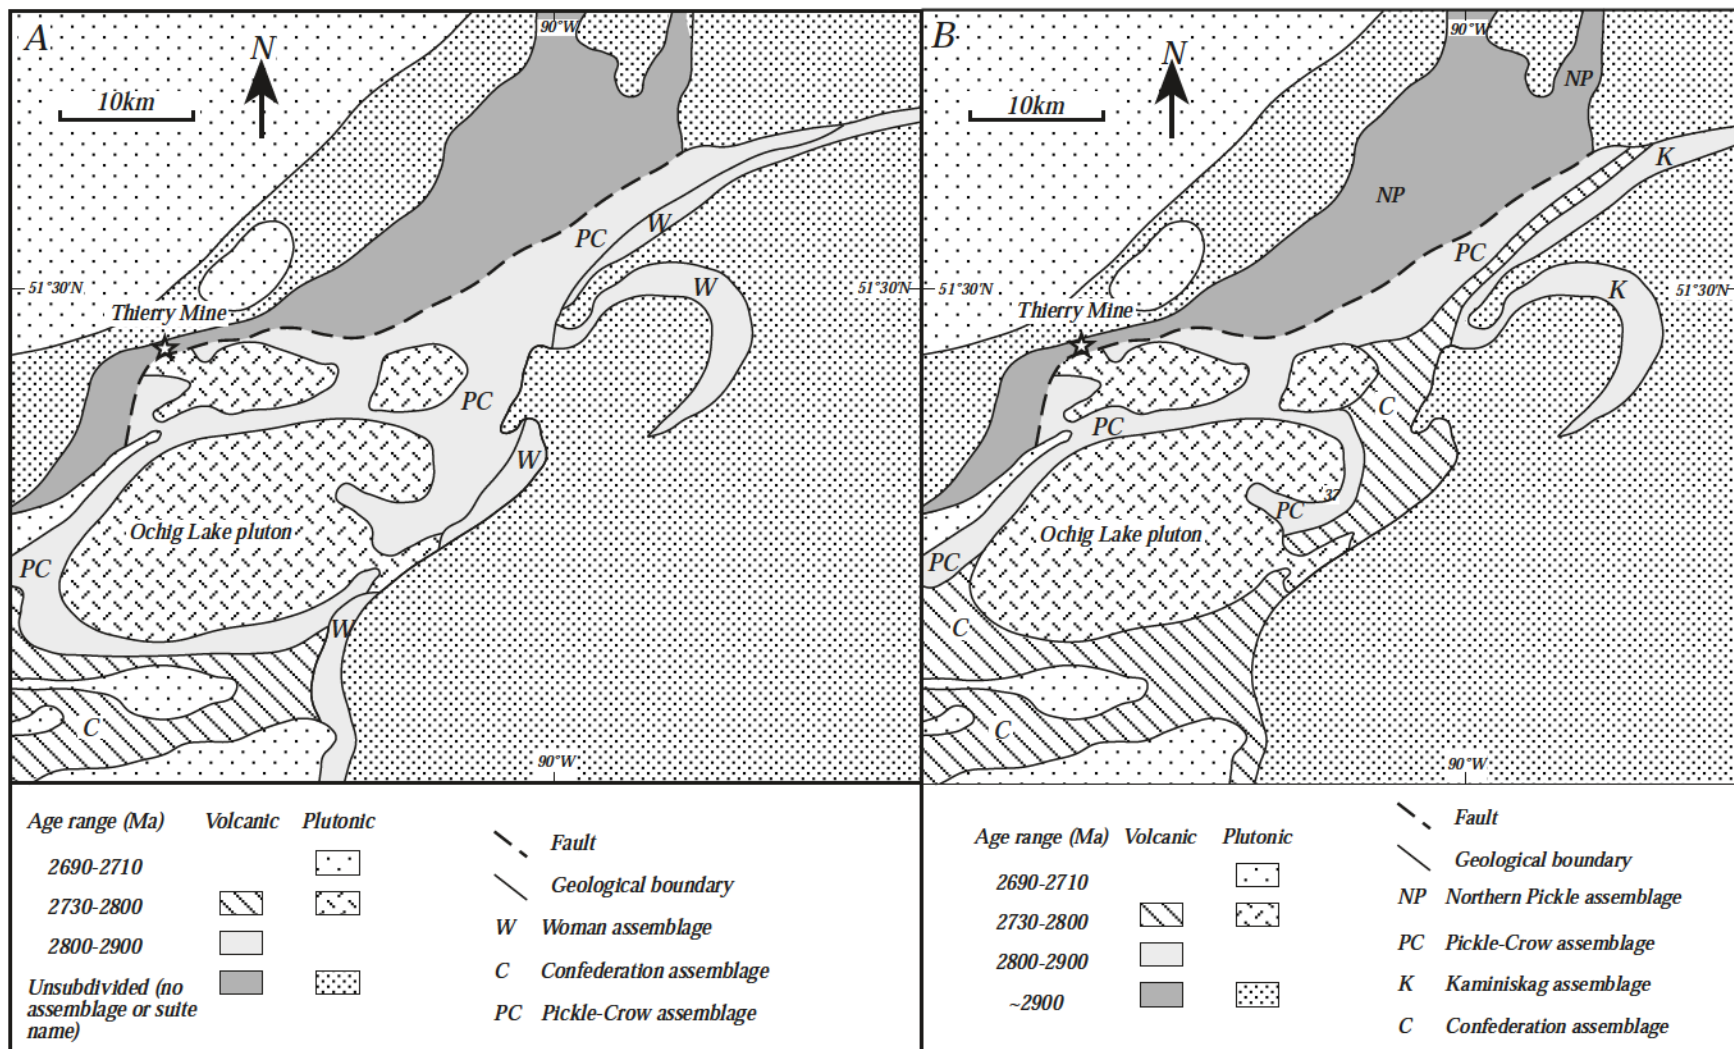 A
90°W
N
10km
PC
W
W
51°30'N
51°30'N
Thierry Mine
PC
W
Ochig Lake pluton
PC
W
C
90°W
Age range (Ma) Volcanic Plutonic
2690-2710
2730-2800
2800-2900
Unsubdivided (no
assemblage or suite
name)
Fault
Geological boundary
W Woman assemblage
C Confederation assemblage
PC Pickle-Crow assemblage
B
90°W
N
NP
10km
K
NP
PC
51°30'N
K
51°30'N
Thierry Mine
C
PC
37
PC
Ochig Lake pluton
PC
C
C
90°W
Age range (Ma) Volcanic Plutonic
2690-2710
2730-2800
2800-2900
~2900
Fault
Geological boundary
NP Northern Pickle assemblage
PC Pickle-Crow assemblage
K Kaminiskag assemblage
C Confederation assemblage